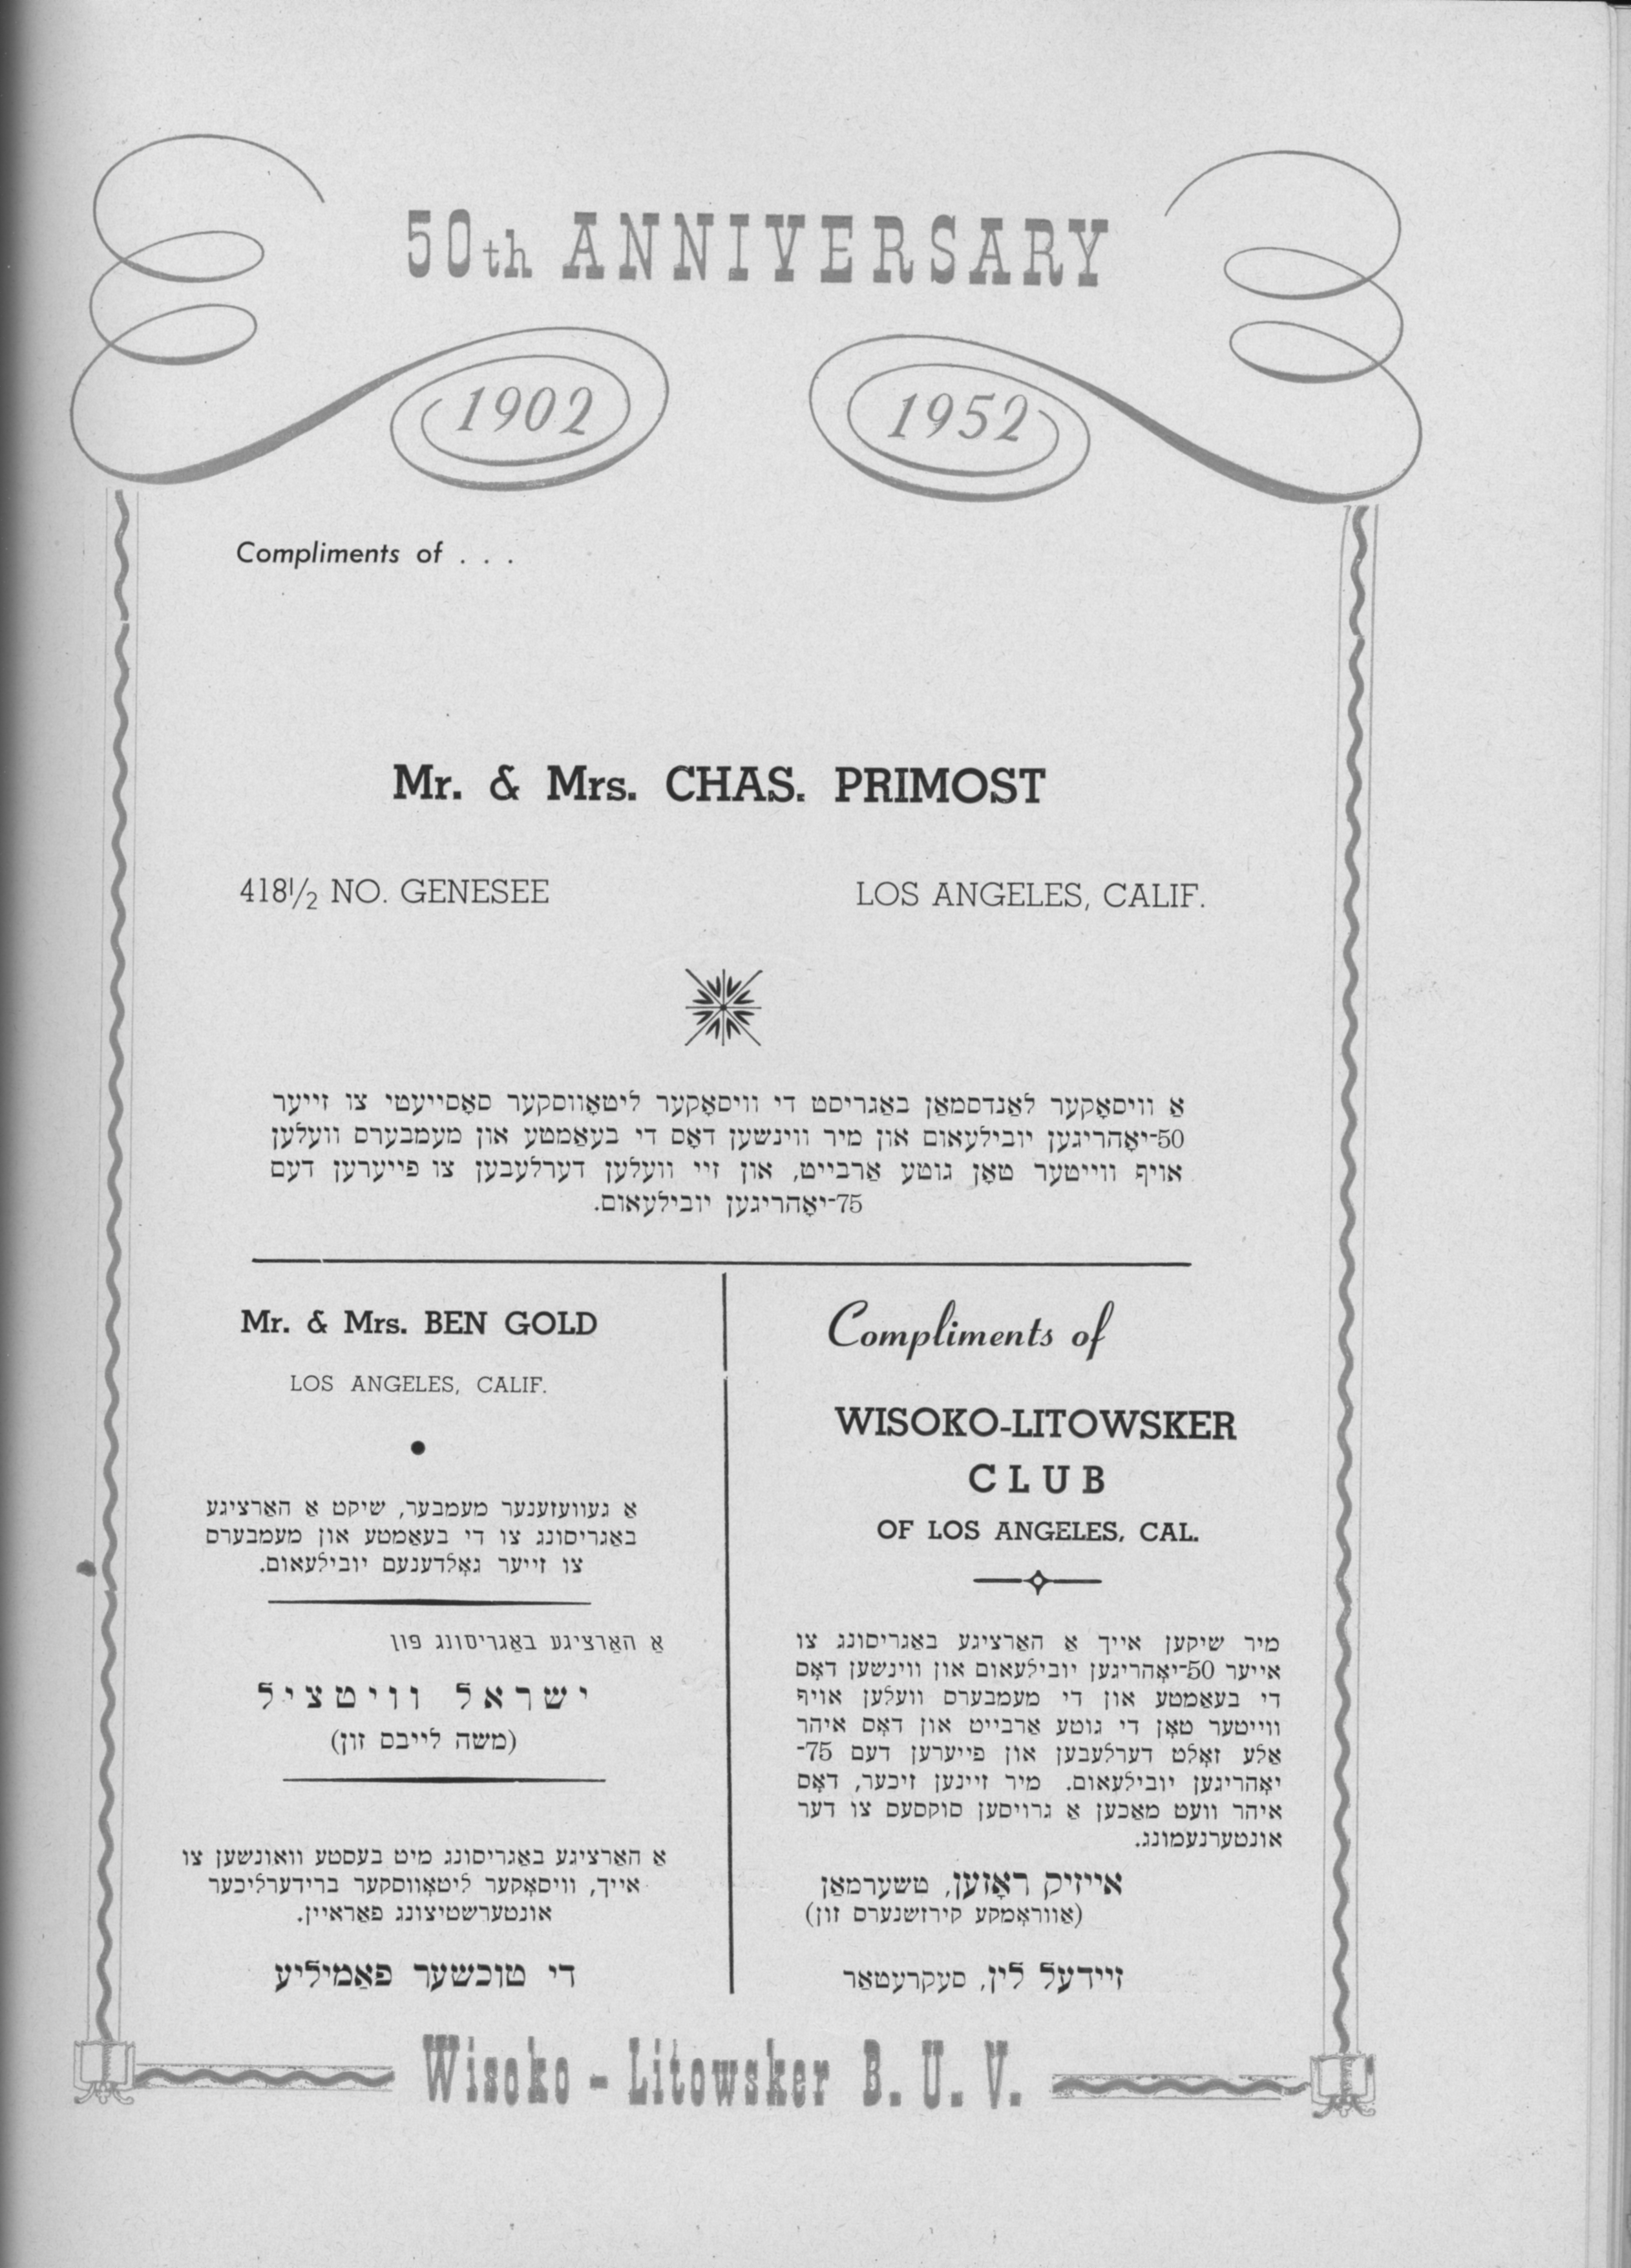 50th ANNIVERSARY
1902
1952
Compliments of . . .
Mr. & Mrs. CHAS. PRIMOST
418½ NO. GENESEE
LOS ANGELES, CALIF.
אַ וויסאָקער לאַנדסמאַן באַגריסט די וויסאָקער ליטאָווסקער סאָסייעטי צו זייער
50־יאָהריגען יובילעאום און מיר ווינשען דאָס די בעאַמטע און מעמבערס וועלען
אויף ווייטער טאָן גוטע אַרבייט, און זיי וועלען דערלעבען צו פייערען דעם
75־יאָהריגען יובילעאום.
Mr. & Mrs. BEN GOLD
LOS ANGELES, CALIF.
אַ געוועזענער מעמבער, שיקט אַ האַרציגע
באַגריסונג צו די בעאַמטע און מעמבערס
צו זייער גאָלדענעם יובילעאום.
אַ האַרציגע באַגריסונג פון
ישראל וויטציל
(משה לייבס זון)
אַ האַרציגע באַגריסונג מיט בעסטע וואונשען צו
אייך, וויסאָקער ליטאָווסקער ברידערליכער
אונטערשטיצונג פאַראיין.
די טוכשער פאַמיליע
Compliments of
WISOKO-LITOWSKER
CLUB
OF LOS ANGELES, CAL.
מיר שיקען אייך אַ האַרציגע באַגריסונג צו
אייער 50־יאָהריגען יובילעאום און ווינשען דאָס
די בעאַמטע און די מעמבערס וועלען אויף
ווייטער טאָן די גוטע אַרבייט און דאָס איהר
אַלע זאָלט דערלעבען און פייערען דעם 75־
יאָהריגען יובילעאום. מיר זיינען זיכער, דאָס
איהר וועט מאַכען אַ גרויסען סוקסעס צו דער
אונטערנעמונג.
אייזיק ראָזען, טשערמאַן
(אַווראָמקע קירזשנערס זון)
זיידעל לין, סעקרעטאַר
Wisoko - Litowsker B. U. V.